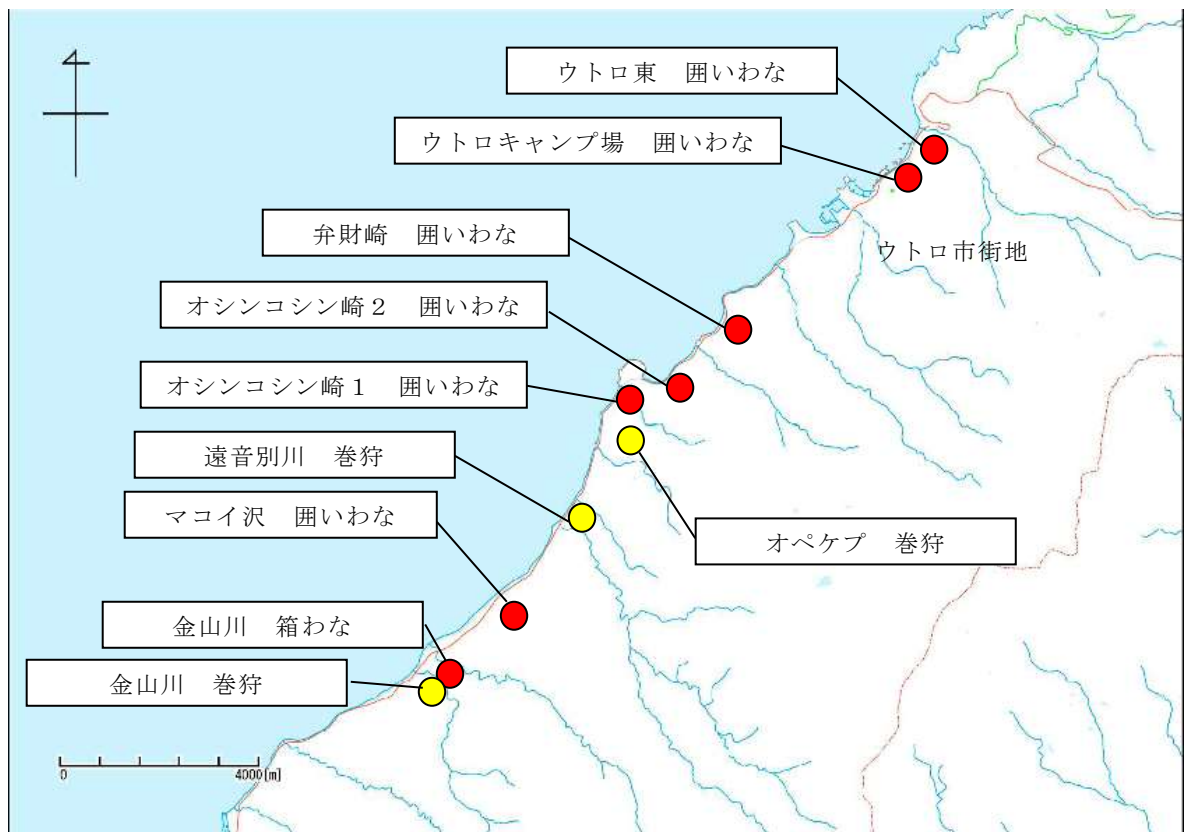 ウトロ東　囲いわな
ウトロキャンプ場　囲いわな
弁財崎　囲いわな
ウトロ市街地
オシンコシン崎２　囲いわな
オシンコシン崎１　囲いわな
遠音別川　巻狩
マコイ沢　囲いわな
オペケプ　巻狩
金山川　箱わな
金山川　巻狩
0 4000[m]